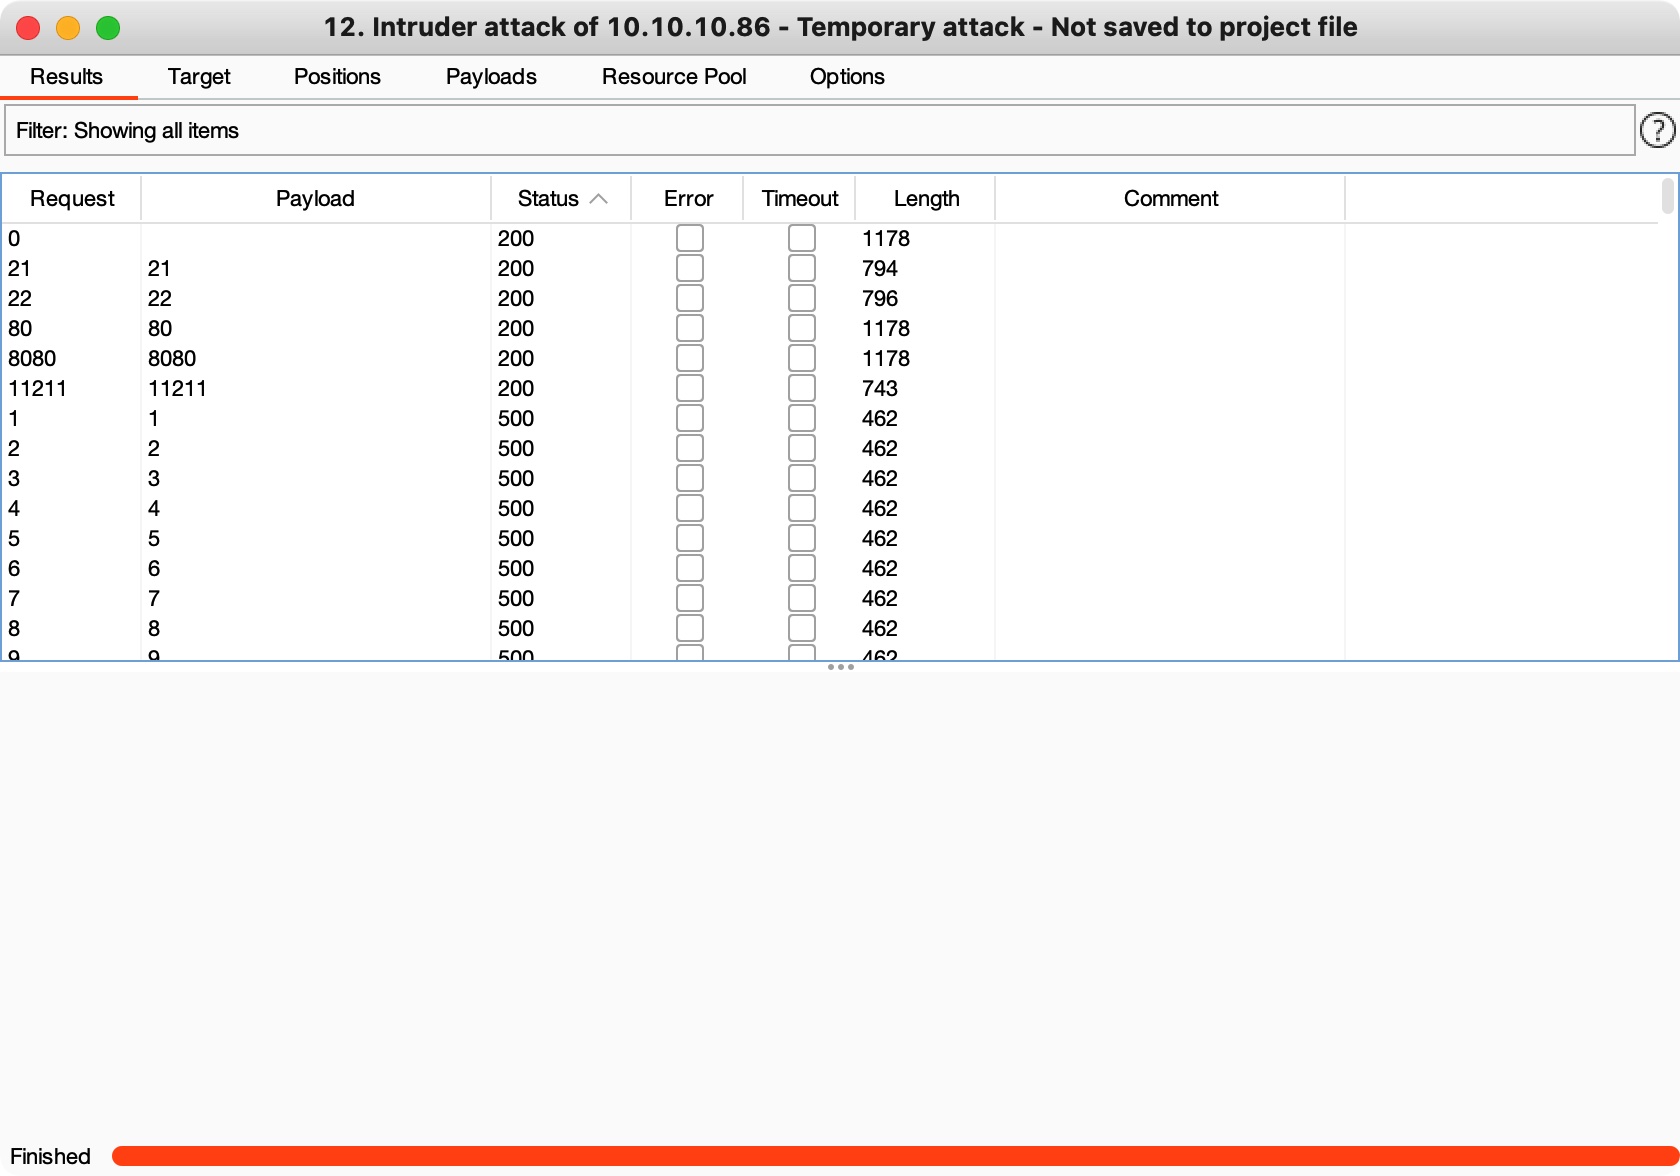 12. Intruder attack of 10.10.10.86 - Temporary attack - Not saved to project file
Results Target Positions Payloads Resource Pool Options
Filter: Showing all items
?
Request Payload Status Error Timeout Length Comment
0 200 1178
21 21 200 794
22 22 200 796
80 80 200 1178
8080 8080 200 1178
11211 11211 200 743
1 1 500 462
2 2 500 462
3 3 500 462
4 4 500 462
5 5 500 462
6 6 500 462
7 7 500 462
8 8 500 462
9 9 500 462
Finished